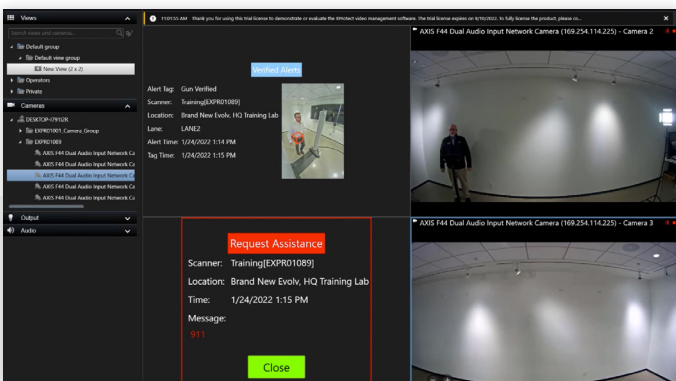 Views
11:01:55 AM Thank you for using this trial license to demonstrate or evaluate the XProtect video management software. The trial license expires on 8/10/2022. To fully license the product, please co...
Search views and cameras...
Default group
Default view group
New View (2 x 2)
Operators
Private
Cameras
DESKTOP-I791I2R
EXPR01001_Camera_Group
EXPR01089
AXIS F44 Dual Audio Input Network Ca
AXIS F44 Dual Audio Input Network Ca
AXIS F44 Dual Audio Input Network Ca
AXIS F44 Dual Audio Input Network Ca
Output
Audio
Verified Alerts
Alert Tag: Gun Verified
Scanner: Training[EXPR01089]
Location: Brand New Evolv, HQ Training Lab
Lane: LANE2
Alert Time: 1/24/2022 1:14 PM
Tag Time: 1/24/2022 1:15 PM
AXIS F44 Dual Audio Input Network Camera (169.254.114.225) - Camera 2
Request Assistance
Scanner: Training[EXPR01089]
Location: Brand New Evolv, HQ Training Lab
Time: 1/24/2022 1:15 PM
Message:
911
Close
AXIS F44 Dual Audio Input Network Camera (169.254.114.225) - Camera 3